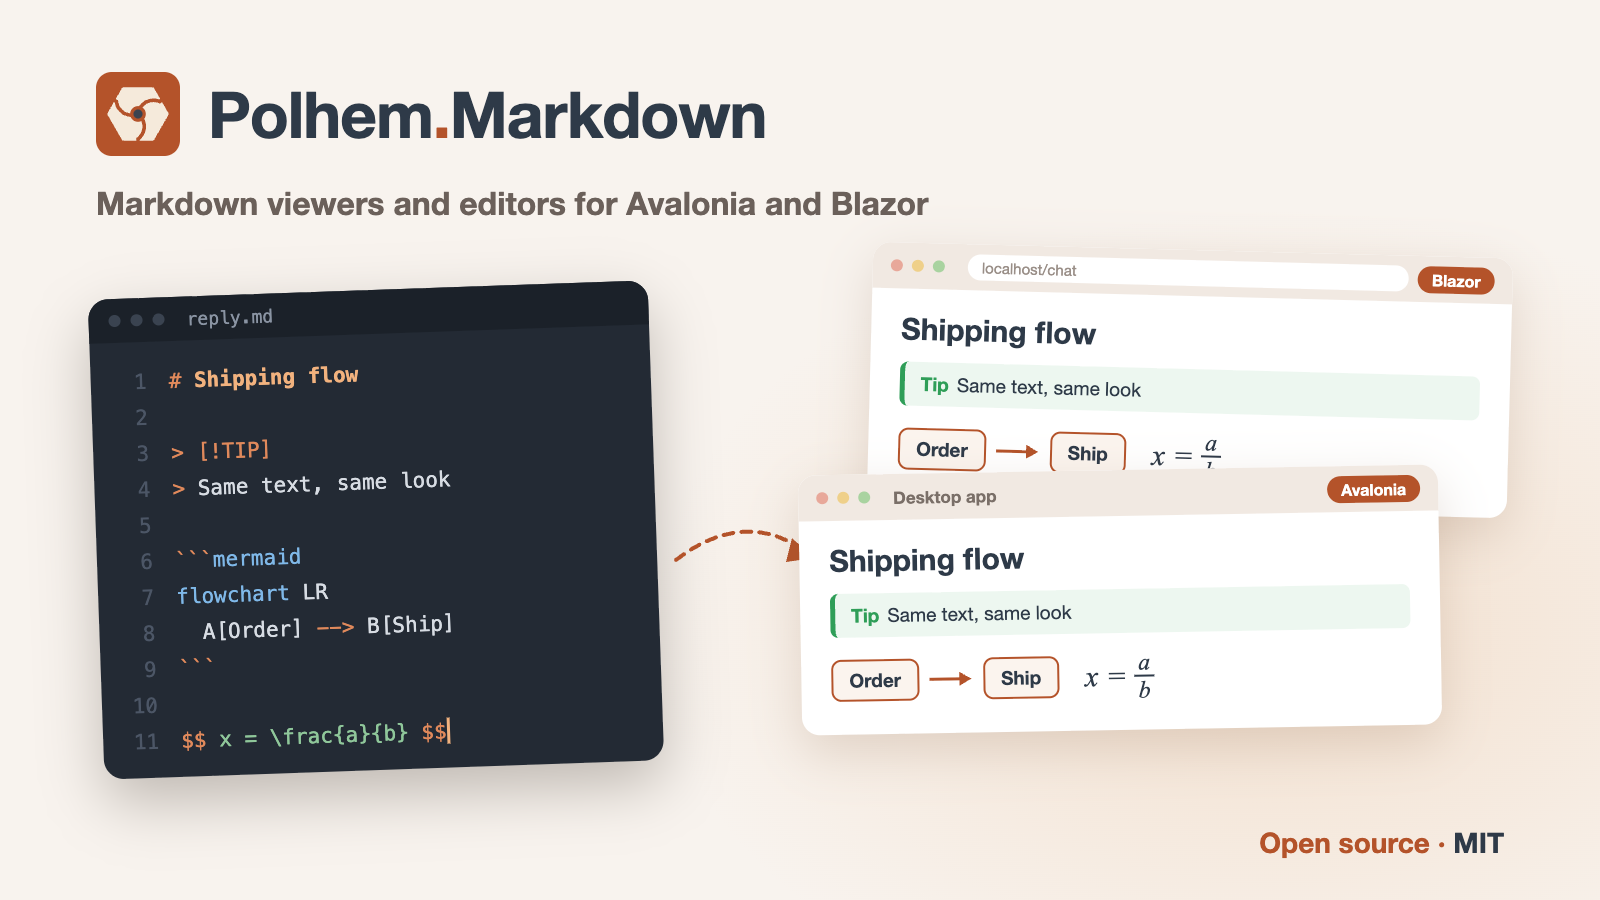 Polhem.Markdown
Markdown viewers and editors for Avalonia and Blazor
reply.md
1 # Shipping flow
2
3 > [!TIP]
4 > Same text, same look
5
6 ```mermaid
7 flowchart LR
8 A[Order] --> B[Ship]
9 ```
10
11 $$ x = \frac{a}{b} $$
localhost/chat
Blazor
Shipping flow
Tip Same text, same look
Order Ship x = a
Desktop app
Avalonia
Shipping flow
Tip Same text, same look
Order Ship x = a/b
Open source · MIT